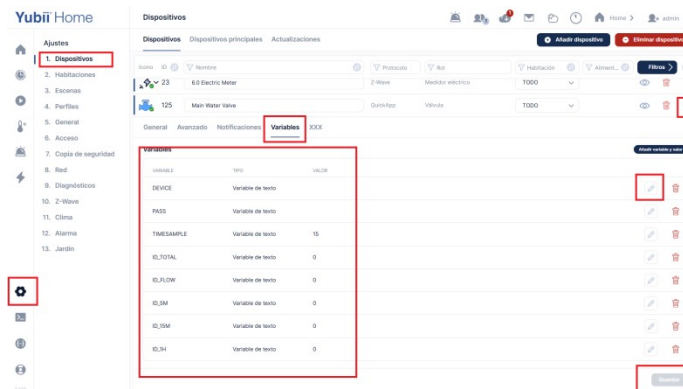 Yubii Home
Dispositivos
Home >
admin
Ajustes
1. Dispositivos
2. Habitaciones
3. Escenas
4. Perfiles
5. General
6. Acceso
7. Copia de seguridad
8. Red
9. Diagnósticos
10. Z-Wave
11. Clima
12. Alarma
13. Jardín
Dispositivos Dispositivos principales Actualizaciones
Añadir dispositivo
Eliminar dispositivo
Icono ID Nombre Protocolo Rol Habitación Aliment... Filtros >
23 6.0 Electric Meter Z-Wave Medidor eléctrico TODO
125 Main Water Valve QuickApp Válvula TODO
General Avanzado Notificaciones Variables XXX
Variables
Añadir variable y valor
VARIABLE TIPO VALOR
DEVICE Variable de texto
PASS Variable de texto
TIMESAMPLE Variable de texto 15
ID_TOTAL Variable de texto 0
ID_FLOW Variable de texto 0
ID_5M Variable de texto 0
ID_15M Variable de texto 0
ID_1H Variable de texto 0
Guardar